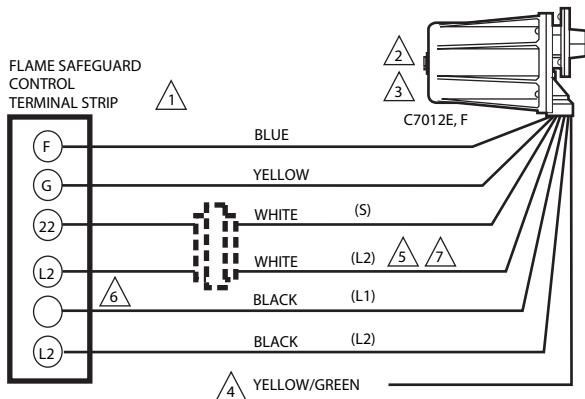 FLAME SAFEGUARD
CONTROL
TERMINAL STRIP
1
2
3
C7012E, F
F
BLUE
G
YELLOW
22
WHITE
(S)
L2
WHITE
(L2)
5
7
6
BLACK
(L1)
L2
BLACK
(L2)
4
YELLOW/GREEN